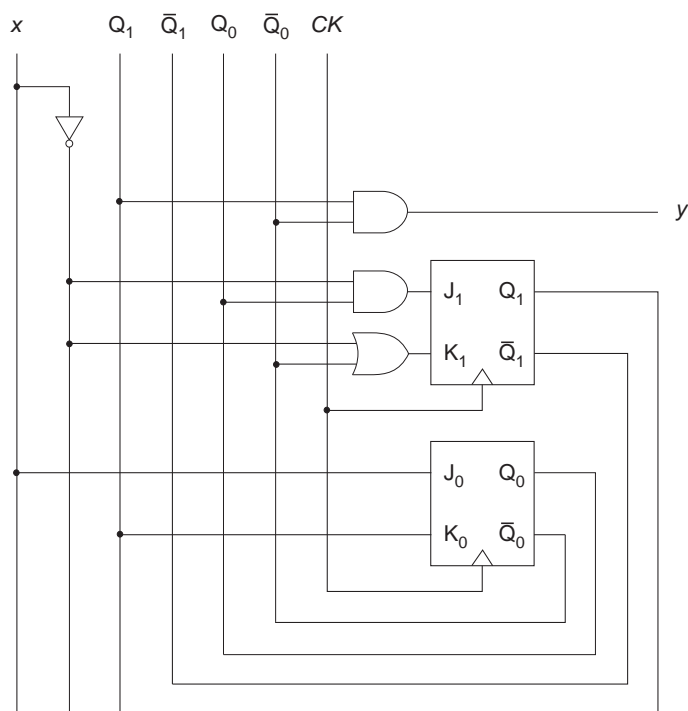 x Q₁ Q̅₁ Q₀ Q̅₀ CK
y
J₁ Q₁
K₁ Q̅₁
J₀ Q₀
K₀ Q̅₀